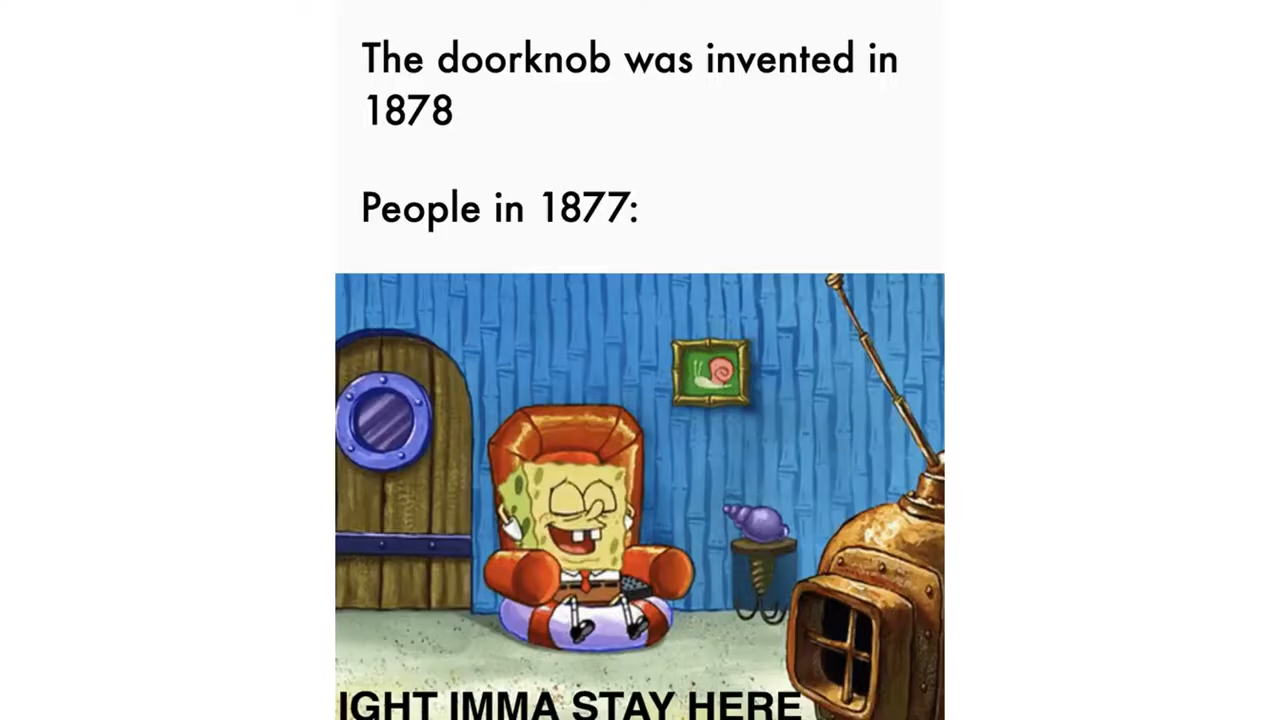 The doorknob was invented in
1878
People in 1877:
IGHT IMMA STAY HERE